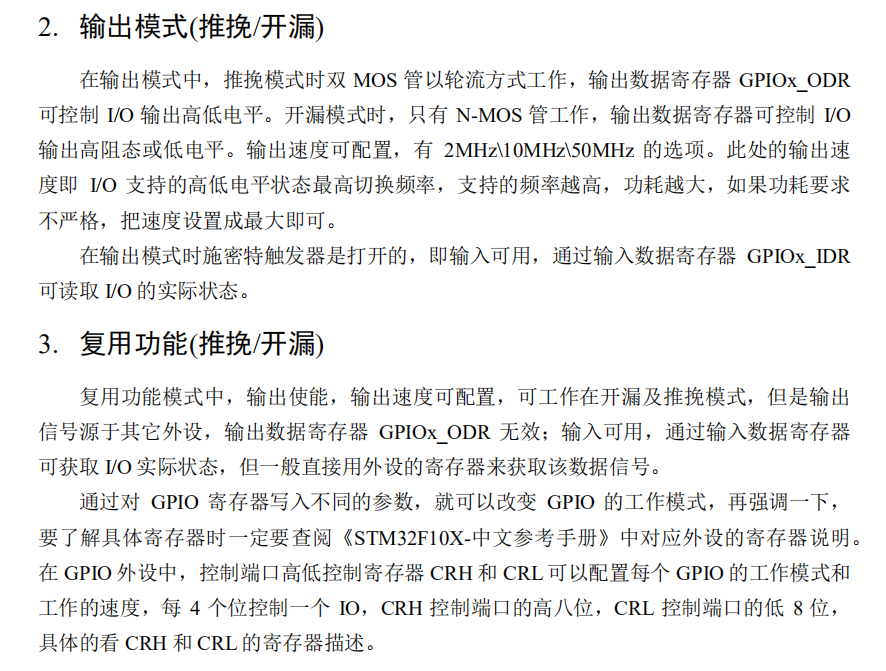 2. 输出模式(推挽/开漏)
在输出模式中，推挽模式时双 MOS 管以轮流方式工作，输出数据寄存器 GPIOx_ODR
可控制 I/O 输出高低电平。开漏模式时，只有 N-MOS 管工作，输出数据寄存器可控制 I/O
输出高阻态或低电平。输出速度可配置，有 2MHz\10MHz\50MHz 的选项。此处的输出速
度即 I/O 支持的高低电平状态最高切换频率，支持的频率越高，功耗越大，如果功耗要求
不严格，把速度设置成最大即可。
在输出模式时施密特触发器是打开的，即输入可用，通过输入数据寄存器 GPIOx_IDR
可读取 I/O 的实际状态。
3. 复用功能(推挽/开漏)
复用功能模式中，输出使能，输出速度可配置，可工作在开漏及推挽模式，但是输出
信号源于其它外设，输出数据寄存器 GPIOx_ODR 无效；输入可用，通过输入数据寄存器
可获取 I/O 实际状态，但一般直接用外设的寄存器来获取该数据信号。
通过对 GPIO 寄存器写入不同的参数，就可以改变 GPIO 的工作模式，再强调一下，
要了解具体寄存器时一定要查阅《STM32F10X-中文参考手册》中对应外设的寄存器说明。
在 GPIO 外设中，控制端口高低控制寄存器 CRH 和 CRL 可以配置每个 GPIO 的工作模式和
工作的速度，每 4 个位控制一个 IO，CRH 控制端口的高八位，CRL 控制端口的低 8 位，
具体的看 CRH 和 CRL 的寄存器描述。